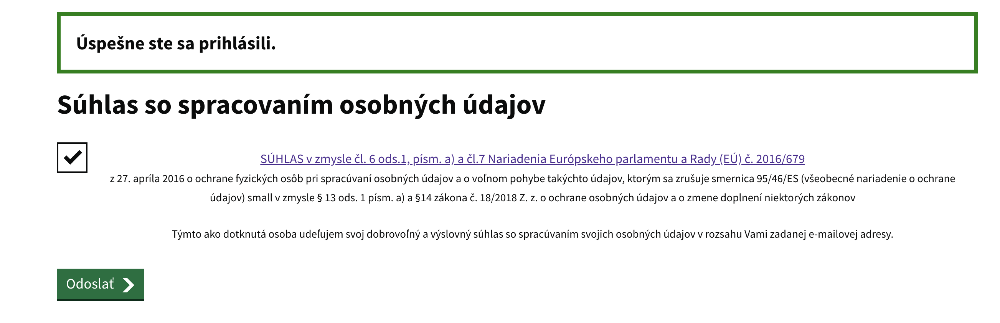 Úspešne ste sa prihlásili.
Súhlas so spracovaním osobných údajov
SÚHLAS v zmysle čl. 6 ods.1, písm. a) a čl.7 Nariadenia Európskeho parlamentu a Rady (EÚ) č. 2016/679
z 27. apríla 2016 o ochrane fyzických osôb pri spracúvaní osobných údajov a o voľnom pohybe takýchto údajov, ktorým sa zrušuje smernica 95/46/ES (všeobecné nariadenie o ochrane
údajov) small v zmysle § 13 ods. 1 písm. a) a §14 zákona č. 18/2018 Z. z. o ochrane osobných údajov a o zmene doplnení niektorých zákonov
Týmto ako dotknutá osoba udeľujem svoj dobrovoľný a výslovný súhlas so spracúvaním svojich osobných údajov v rozsahu Vami zadanej e-mailovej adresy.
Odoslať